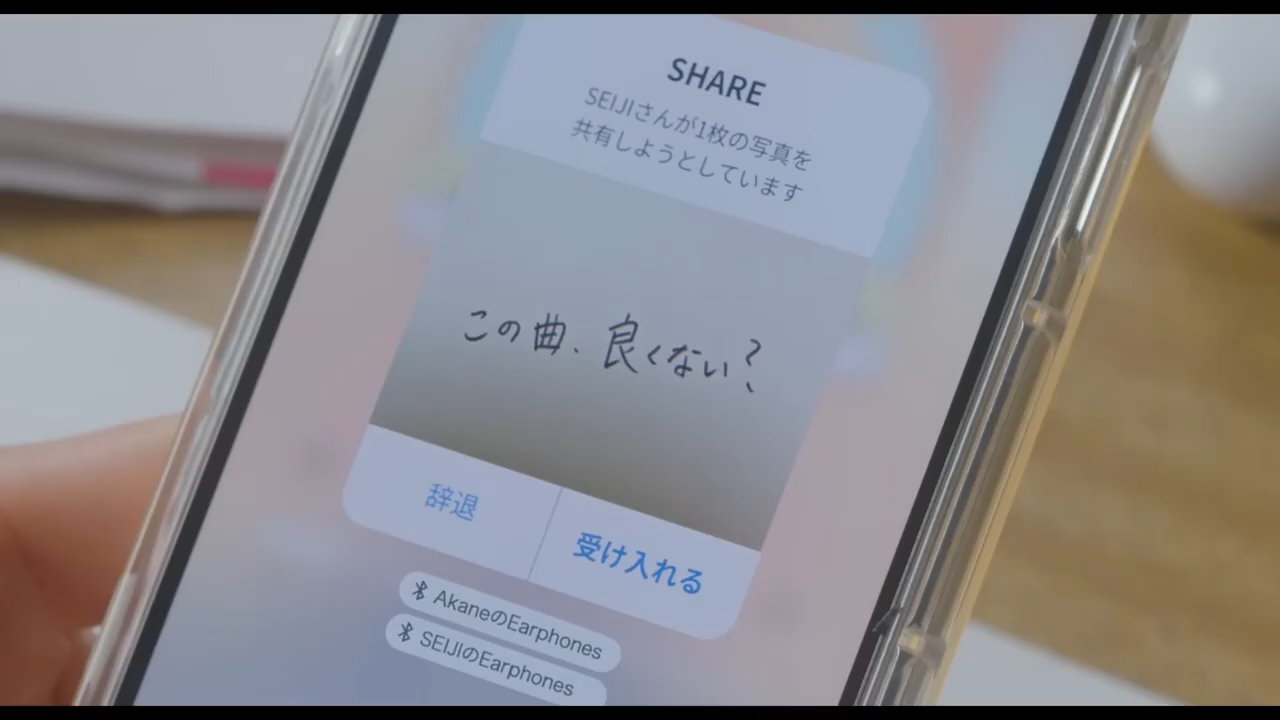 SHARE
SEIJIさんが1枚の写真を
共有しようとしています
この曲、良くない?
辞退
受け入れる
AkaneのEarphones
SEIJIのEarphones